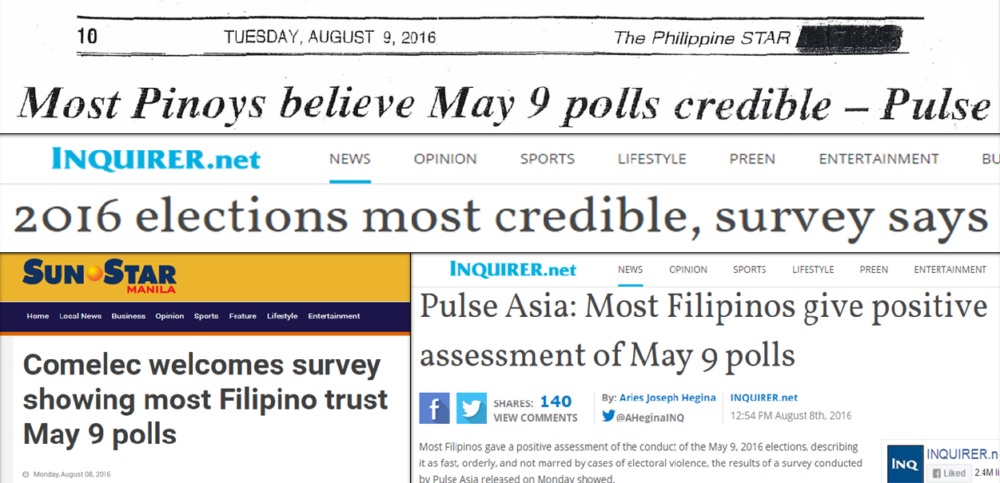 10 TUESDAY, AUGUST 9, 2016 The Philippine STAR
Most Pinoys believe May 9 polls credible – Pulse
INQUIRER.net NEWS OPINION SPORTS LIFESTYLE PREEN ENTERTAINMENT BU
2016 elections most credible, survey says
SUN STAR
MANILA
Home Local News Business Opinion Sports Feature Lifestyle Entertainment
Comelec welcomes survey
showing most Filipino trust
May 9 polls
Monday, August 08, 2016
INQUIRER.net NEWS OPINION SPORTS LIFESTYLE PREEN ENTERTAINMENT
Pulse Asia: Most Filipinos give positive
assessment of May 9 polls
SHARES: 140
VIEW COMMENTS
By: Aries Joseph Hegina
@AHeginaINQ
INQUIRER.net
12:54 PM August 8th, 2016
Most Filipinos gave a positive assessment of the conduct of the May 9, 2016 elections, describing
it as fast, orderly, and not marred by cases of electoral violence, the results of a survey conducted
by Pulse Asia released on Monday showed.
INQ
INQUIRER.n
Liked 2.4M li